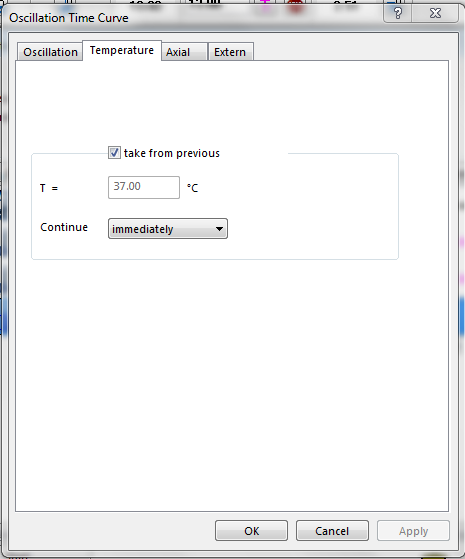 Oscillation Time Curve
Oscillation Temperature Axial Extern
take from previous
T = 37.00 °C
Continue immediately
OK Cancel Apply